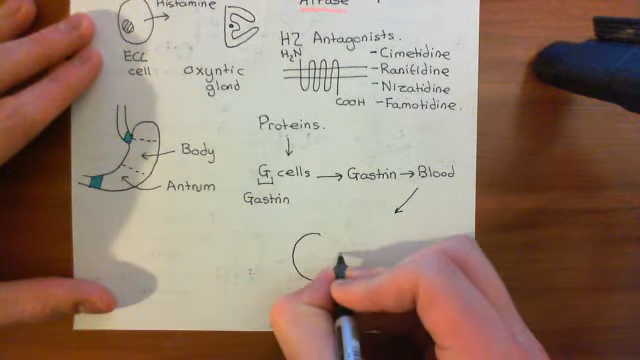 Histamine
ATPase
ECL
cell
Oxyntic
gland
H2 Antagonists.
H₂N
COOH
- Cimetidine
- Ranitidine
- Nizatidine
- Famotidine.
Body
Antrum
Proteins.
G cells → Gastrin → Blood
Gastrin